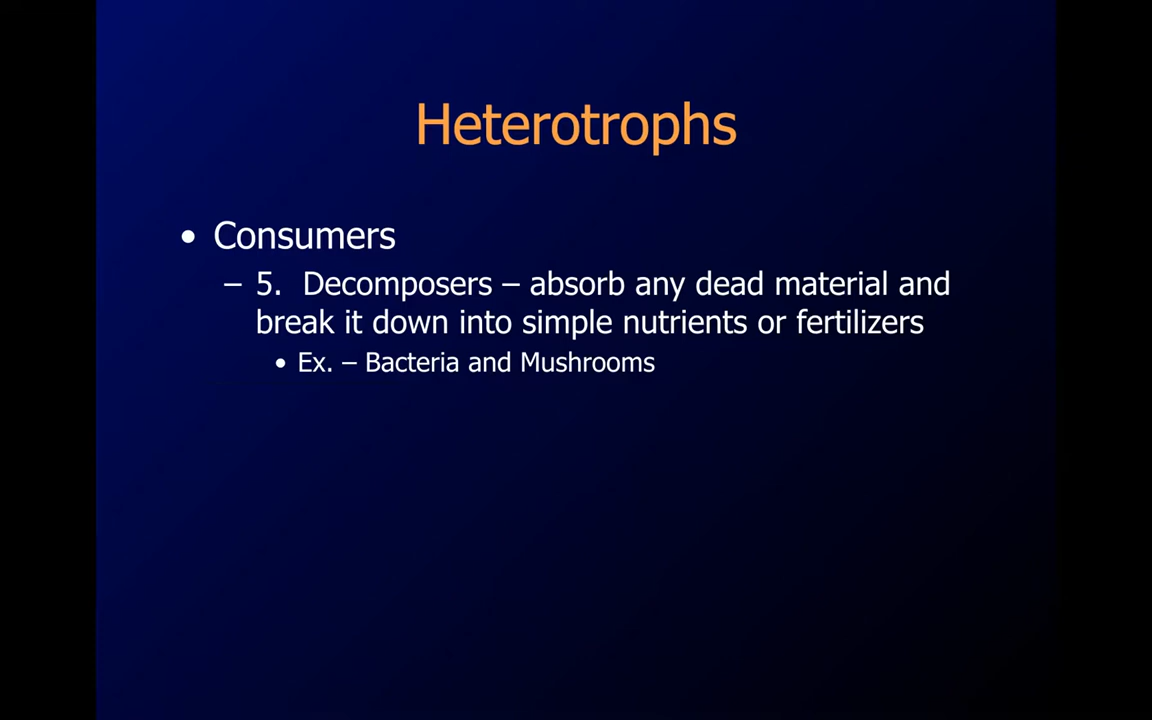 Heterotrophs
• Consumers
– 5. Decomposers – absorb any dead material and
break it down into simple nutrients or fertilizers
• Ex. – Bacteria and Mushrooms